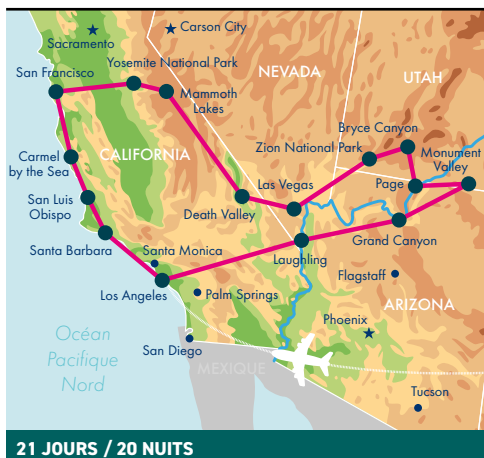 Sacramento
Carson City
Yosemite National Park
San Francisco
NEVADA
UTAH
Mammoth
Lakes
Bryce Canyon
Zion National Park
Monument
Valley
Carmel
by the Sea
CALIFORNIA
Page
Las Vegas
San Luis
Obispo
Death Valley
Grand Canyon
Santa Barbara
Santa Monica
Laughling
Flagstaff
Los Angeles
Palm Springs
ARIZONA
Phoenix
Océan
Pacifique
Nord
San Diego
MEXIQUE
Tucson
21 JOURS / 20 NUITS